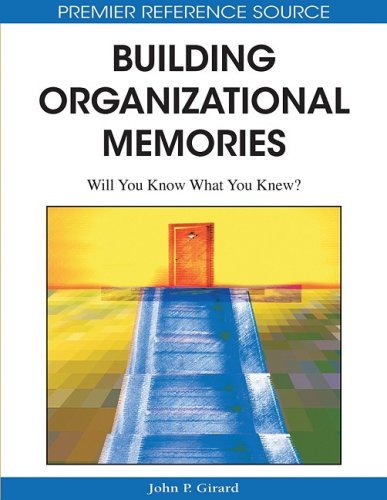 PREMIER REFERENCE SOURCE
BUILDING
ORGANIZATIONAL
MEMORIES
Will You Know What You Knew?
John P. Girard